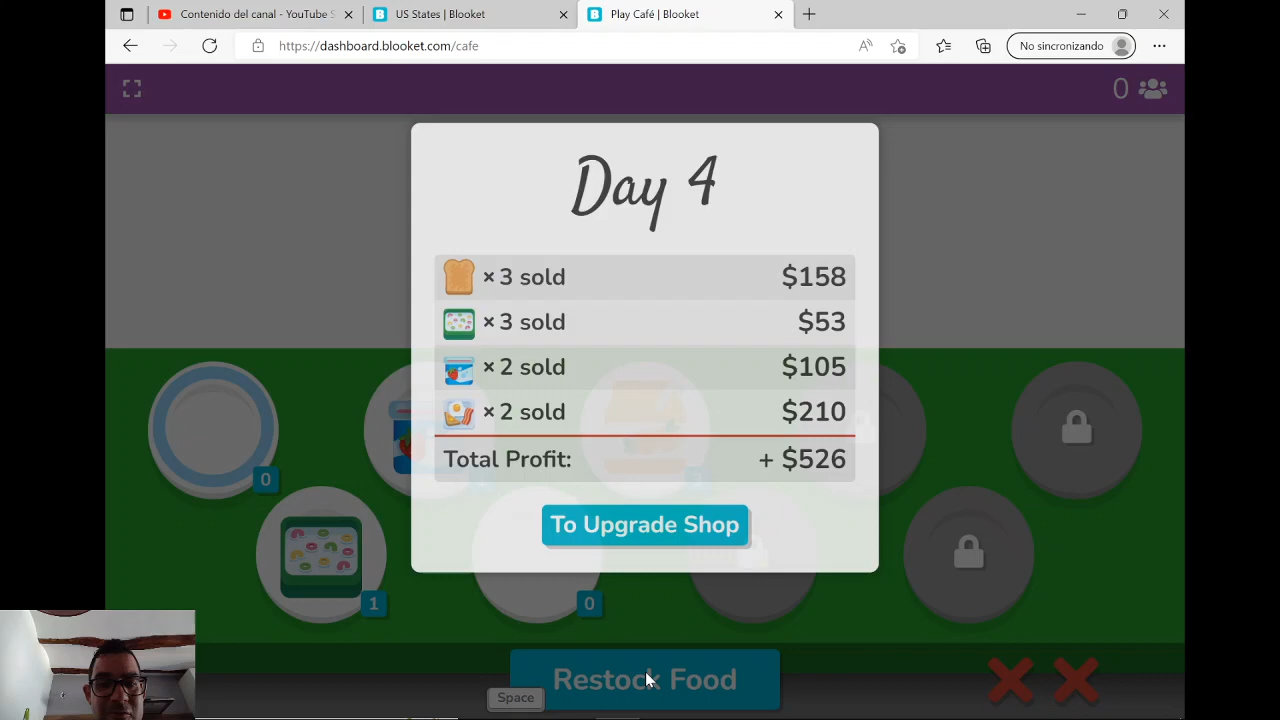 Contenido del canal - YouTube S
US States | Blooket
Play Café | Blooket
https://dashboard.blooket.com/cafe
No sincronizando
0
Day 4
× 3 sold $158
× 3 sold $53
× 2 sold $105
× 2 sold $210
Total Profit: + $526
To Upgrade Shop
0
1
0
Restock Food
Space